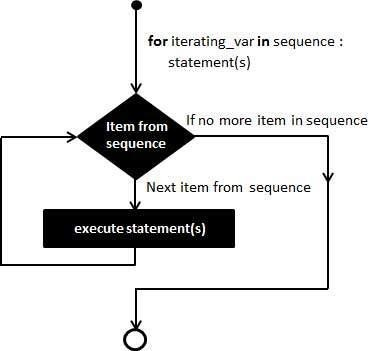 for iterating_var in sequence :
statement(s)
Item from
sequence
If no more item in sequence
Next item from sequence
execute statement(s)